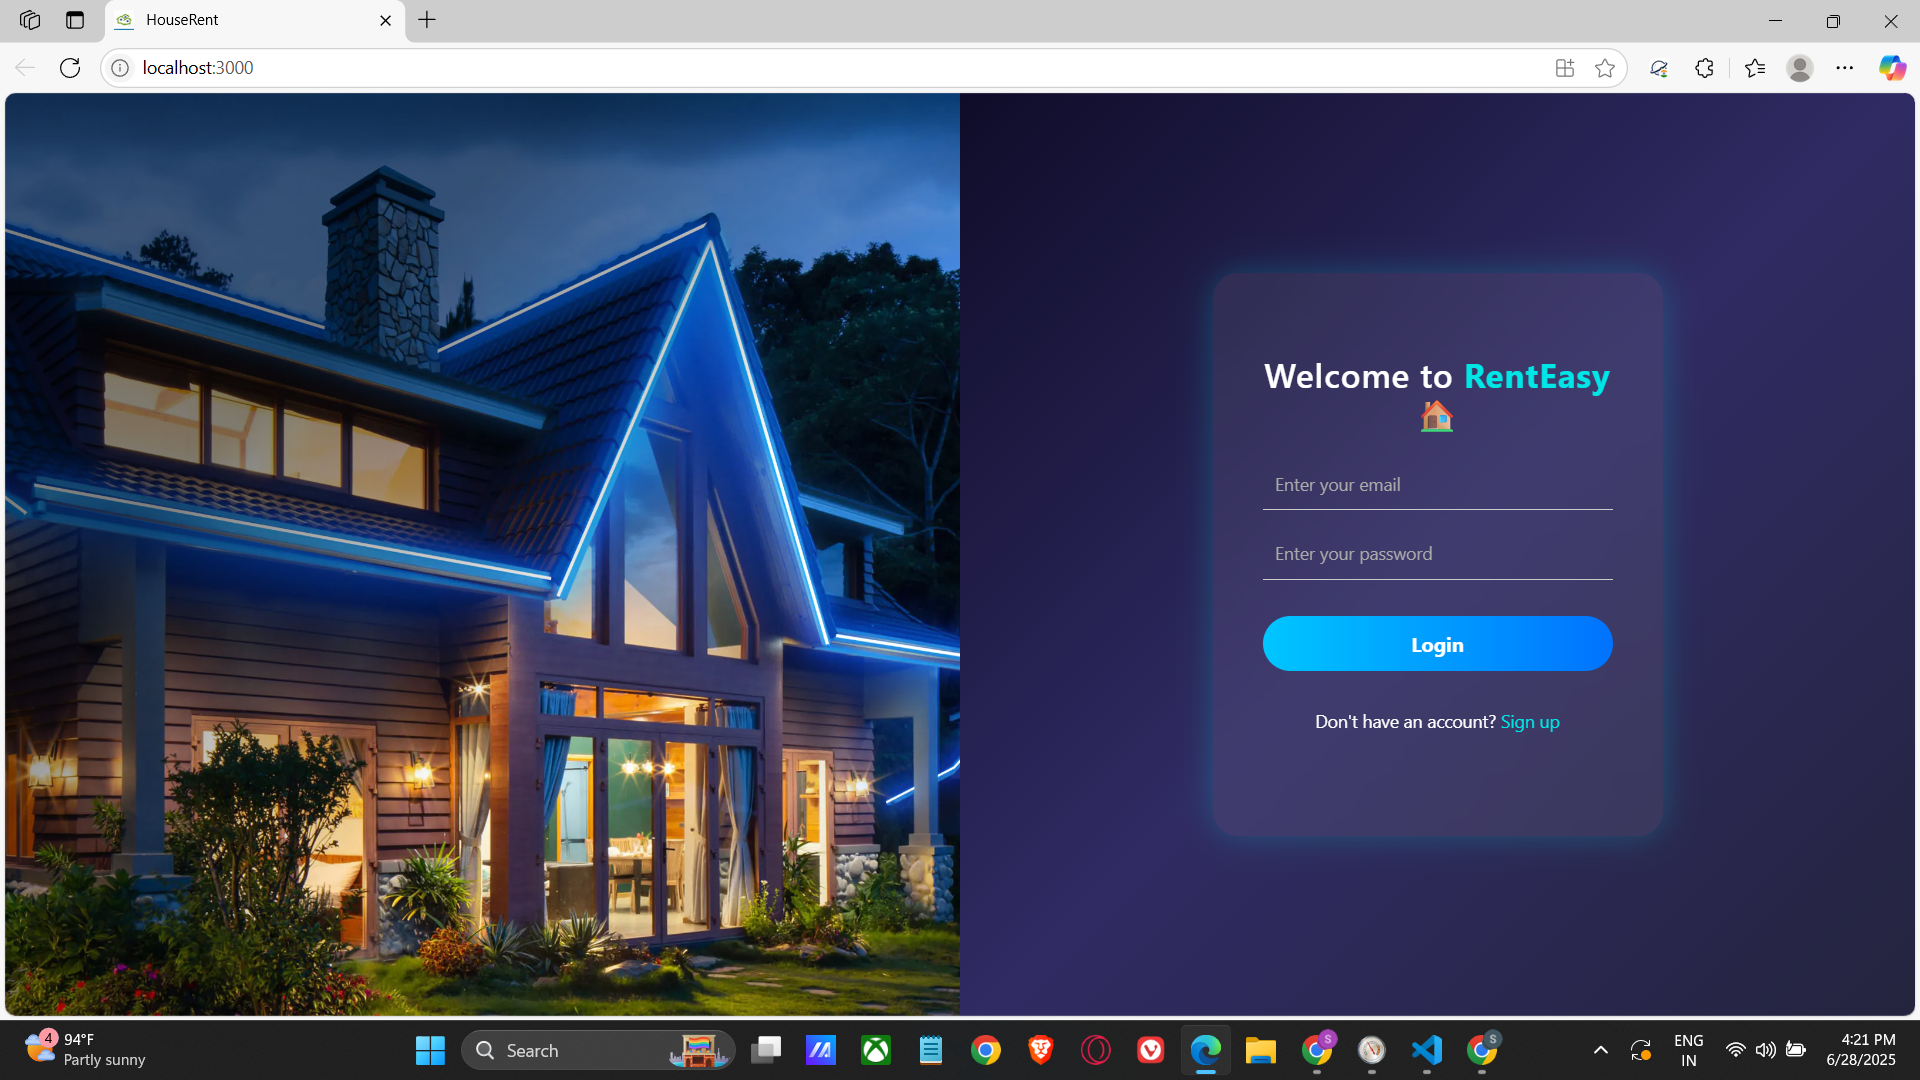 HouseRent
localhost:3000
Welcome to RentEasy
Enter your email
Enter your password
Login
Don't have an account? Sign up
4
94°F
Partly sunny
Search
S
S
ENG
IN
4:21 PM
6/28/2025